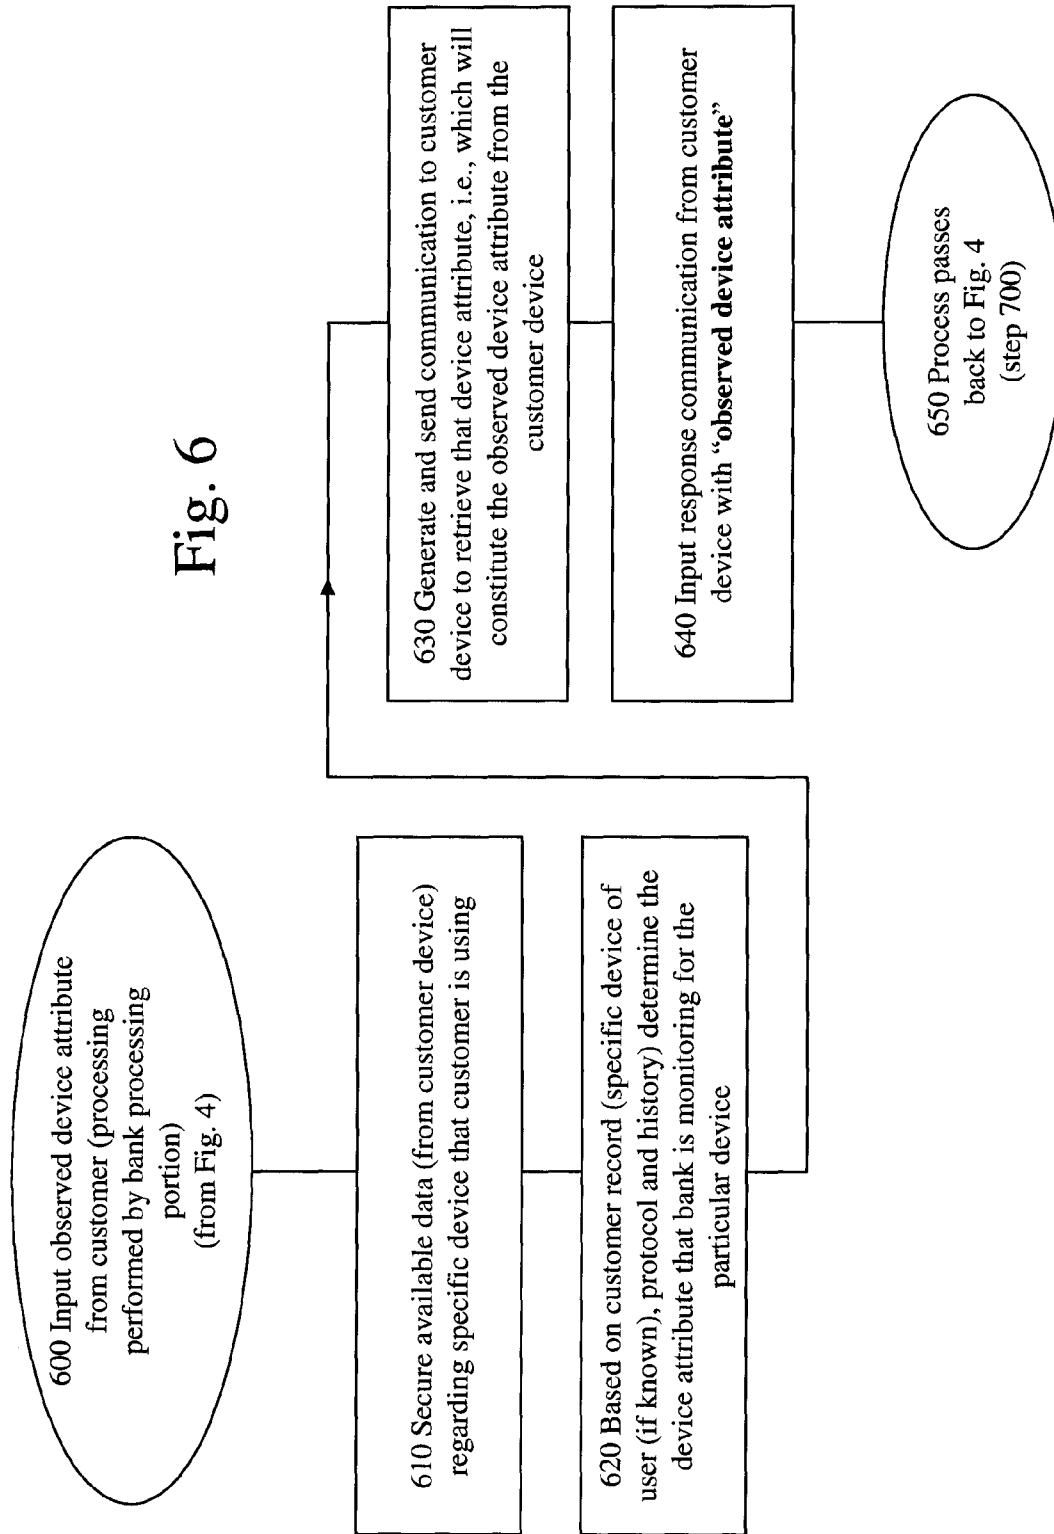 Fig. 6
600 Input observed device attribute
from customer (processing
performed by bank processing
portion)
(from Fig. 4)
610 Secure available data (from customer device)
regarding specific device that customer is using
620 Based on customer record (specific device of
user (if known), protocol and history) determine the
device attribute that bank is monitoring for the
particular device
630 Generate and send communication to customer
device to retrieve that device attribute, i.e., which will
constitute the observed device attribute from the
customer device
640 Input response communication from customer
device with “observed device attribute”
650 Process passes
back to Fig. 4
(step 700)